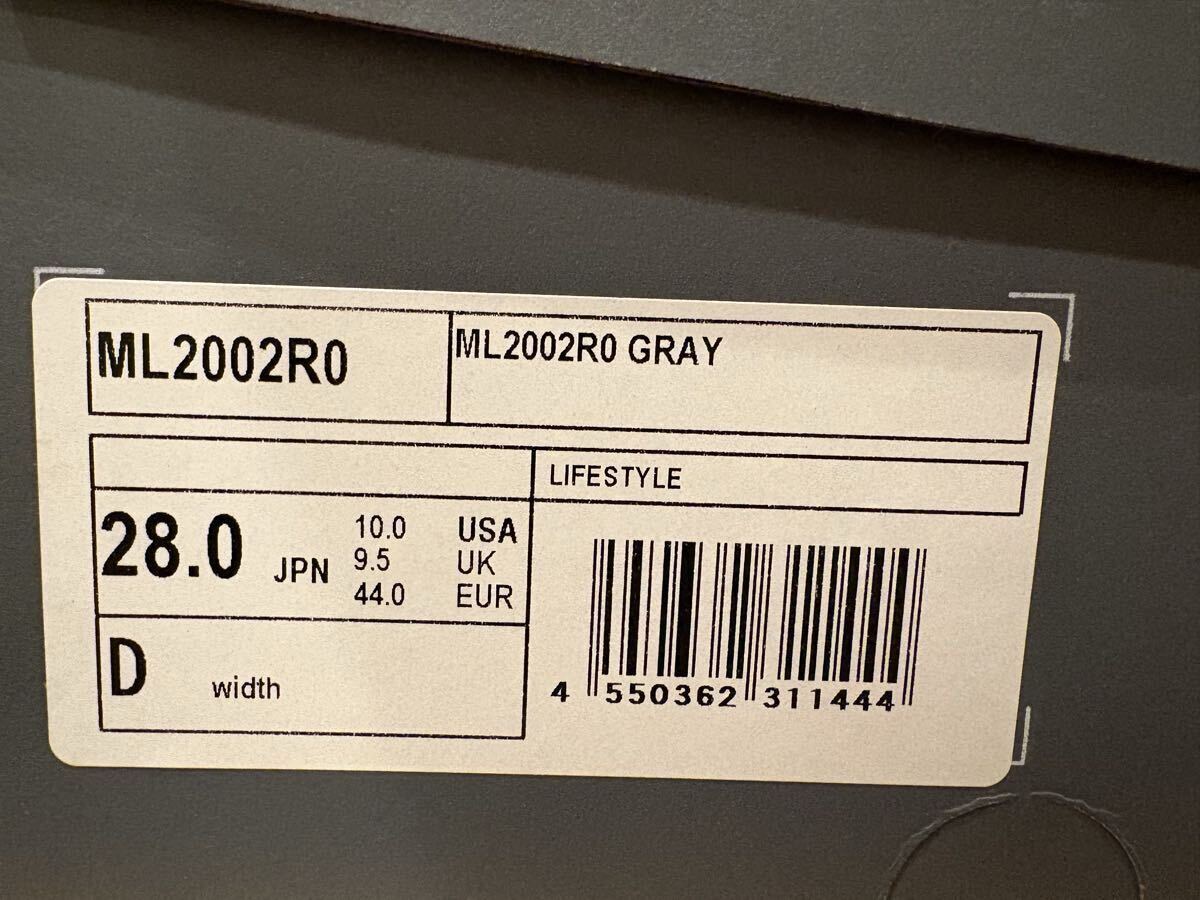 ML2002R0
ML2002R0 GRAY
LIFESTYLE
28.0 JPN
10.0 USA
9.5 UK
44.0 EUR
D width
4 550362 311444